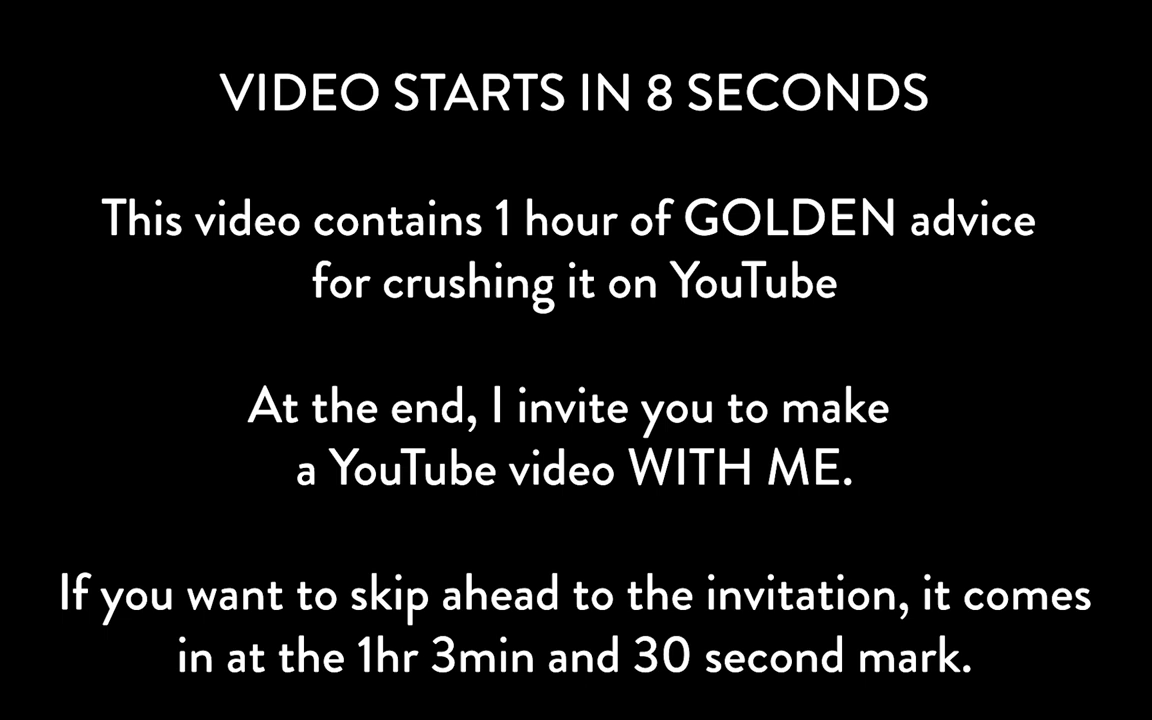 VIDEO STARTS IN 8 SECONDS
This video contains 1 hour of GOLDEN advice
for crushing it on YouTube
At the end, I invite you to make
a YouTube video WITH ME.
If you want to skip ahead to the invitation, it comes
in at the 1hr 3min and 30 second mark.